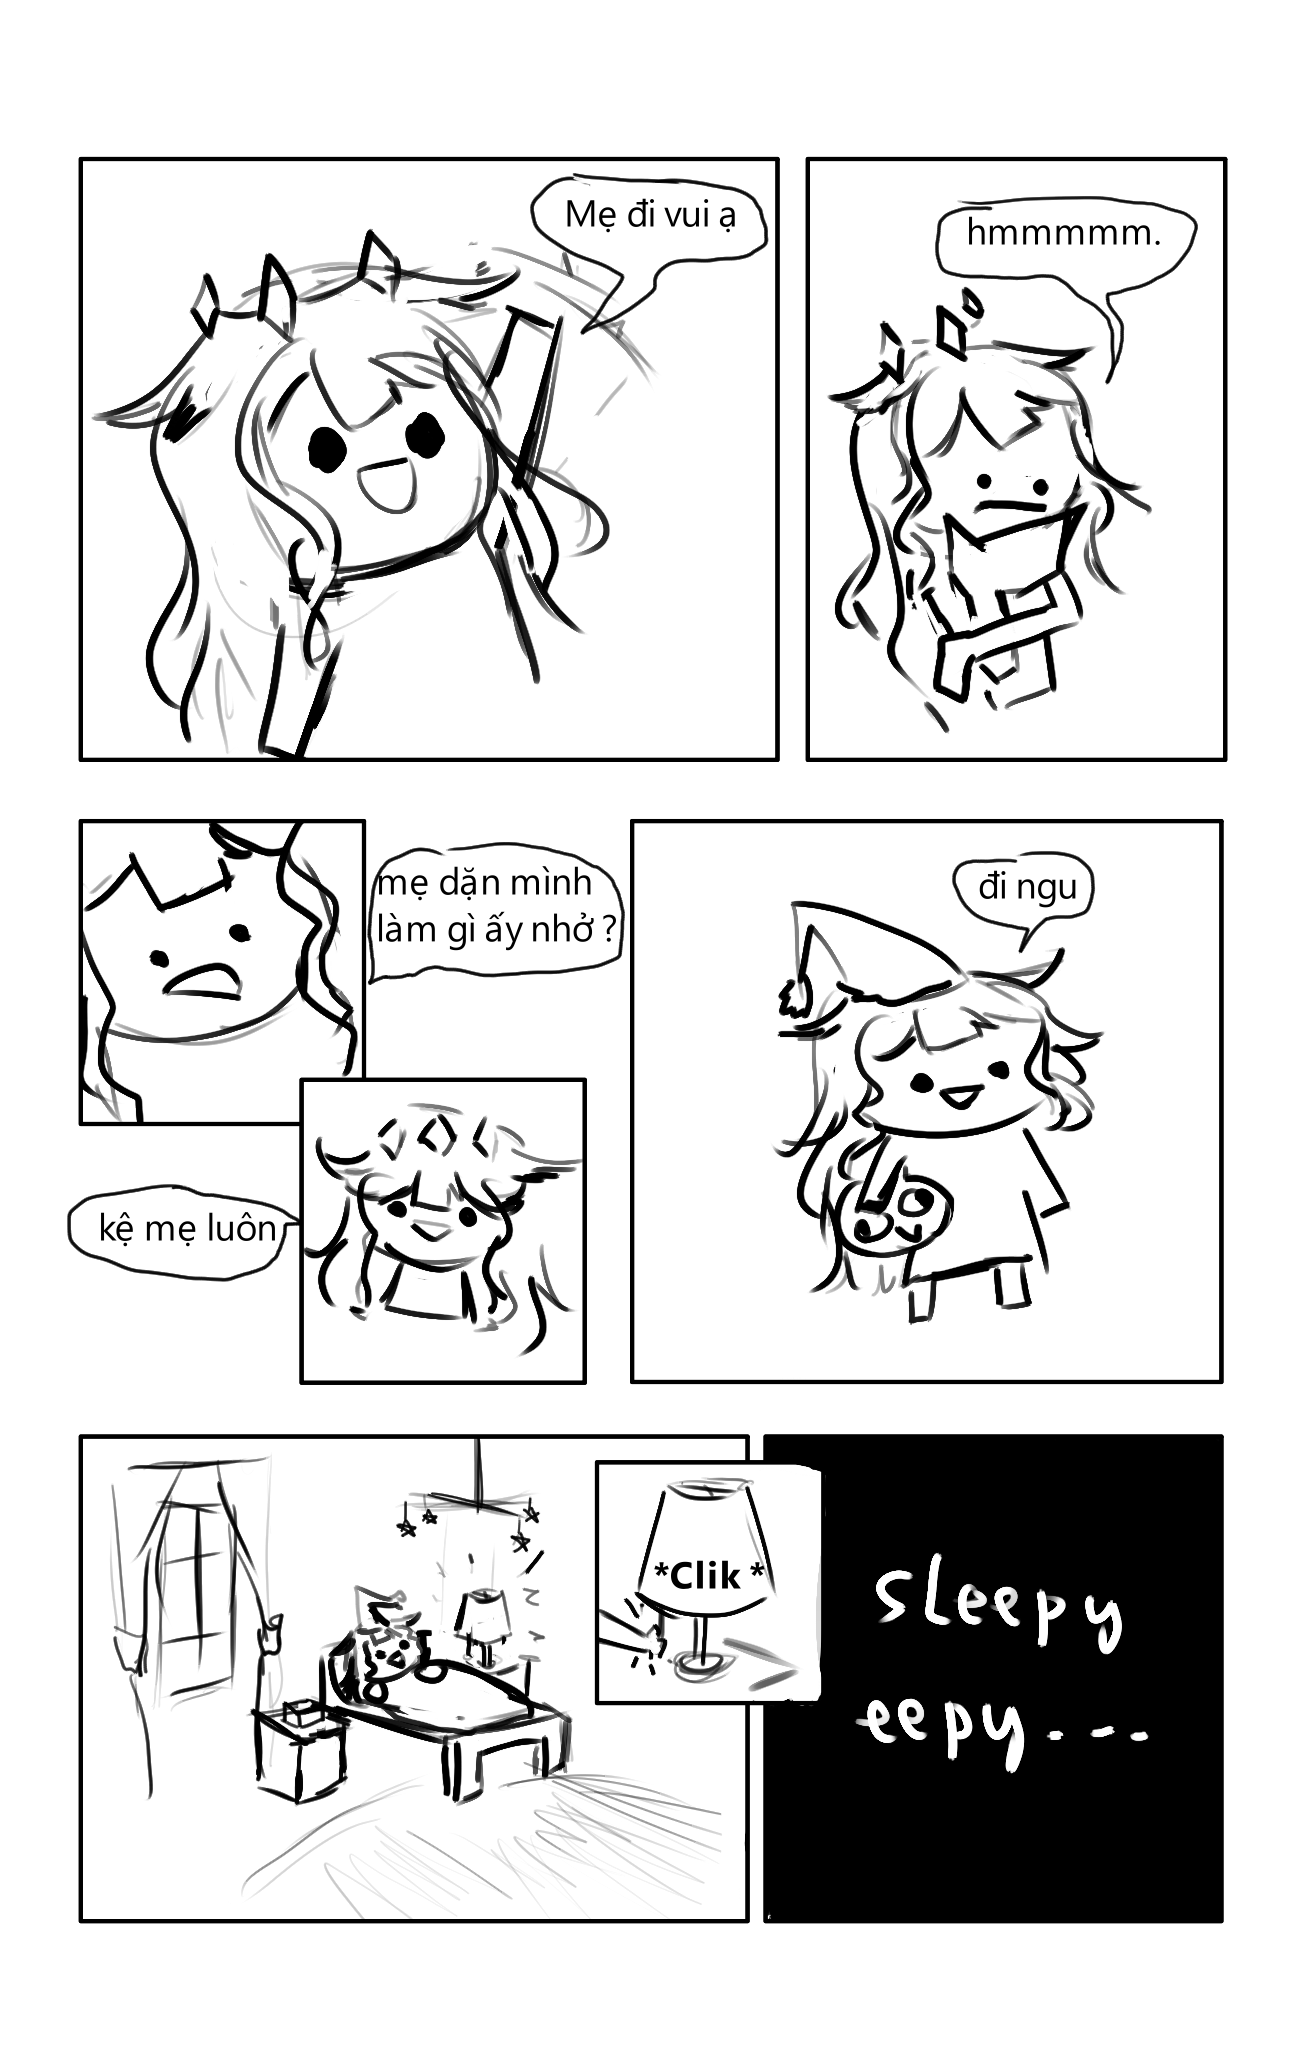 Mẹ đi vui ạ
hmmmmm.
mẹ dặn mình
làm gì ấy nhở ?
kệ mẹ luôn
đi ngu
*Clik *
sleepy
eepy...